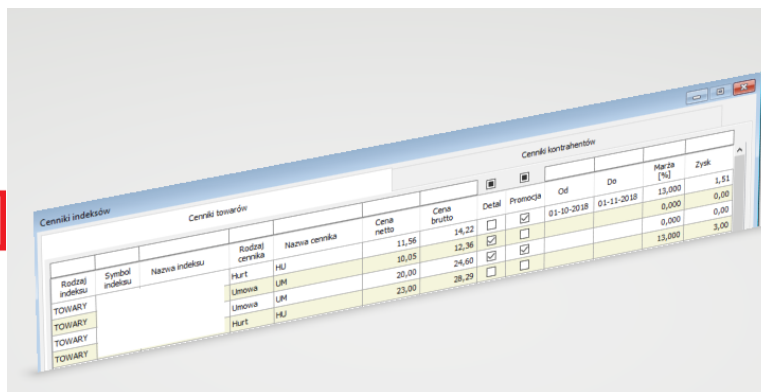 Cenniki indeksów
Cenniki towarów
Cenniki kontrahentów
Rodzaj indeksu Symbol indeksu Nazwa indeksu Rodzaj cennika Nazwa cennika Cena netto Cena brutto Detal Promocja Od Do Marża [%] Zysk
TOWARY Hurt HU 11,56 14,22 01-10-2018 01-11-2018 13,000 1,51
TOWARY Umowa UM 10,05 12,36 0,000 0,00
TOWARY Umowa UM 20,00 24,60 0,000 0,00
TOWARY Hurt HU 23,00 28,29 13,000 3,00